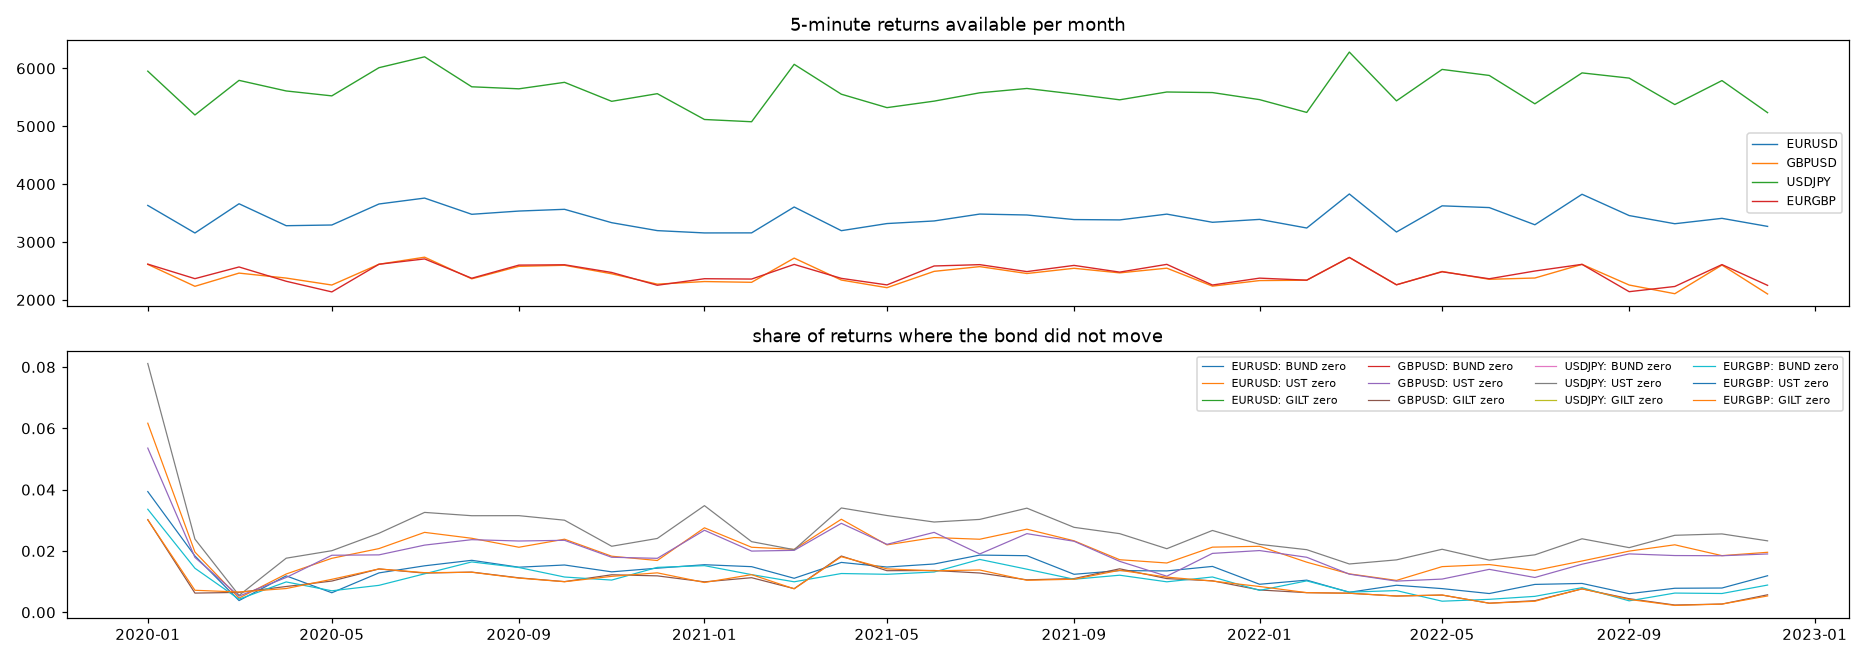 5-minute returns available per month
6000
5000
4000
3000
2000
EURUSD
GBPUSD
USDJPY
EURGBP
share of returns where the bond did not move
0.08
0.06
0.04
0.02
0.00
EURUSD: BUND zero
EURUSD: UST zero
EURUSD: GILT zero
GBPUSD: BUND zero
GBPUSD: UST zero
GBPUSD: GILT zero
USDJPY: BUND zero
USDJPY: UST zero
USDJPY: GILT zero
EURGBP: BUND zero
EURGBP: UST zero
EURGBP: GILT zero
2020-01 2020-05 2020-09 2021-01 2021-05 2021-09 2022-01 2022-05 2022-09 2023-01